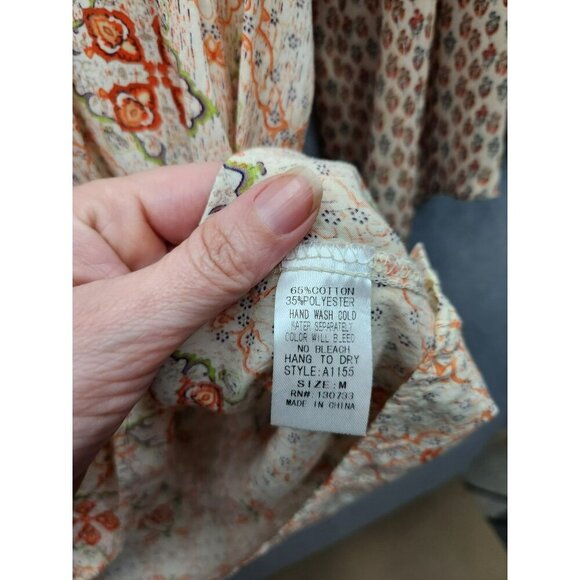 65%COTTON
35%POLYESTER
HAND WASH COLD
WATER SEPARATELY
COLOR WILL BLEED
NO BLEACH
HANG TO DRY
STYLE:A1155
SIZE:M
RN# 130733
MADE IN CHINA